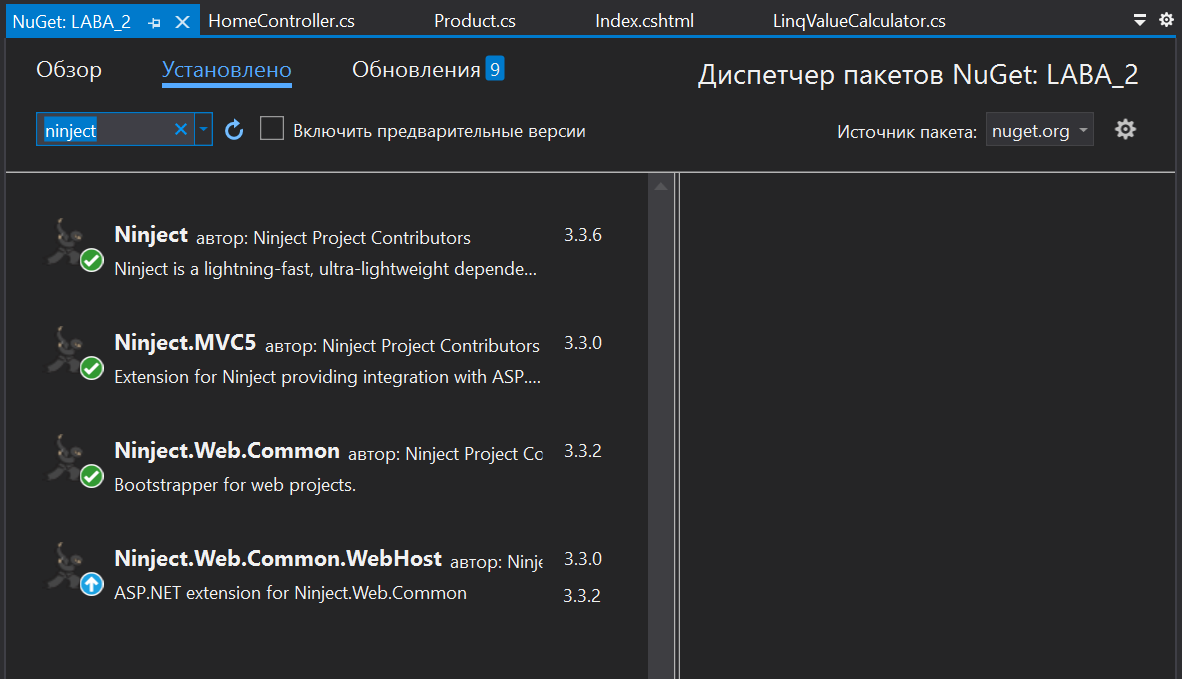 NuGet: LABA_2 HomeController.cs Product.cs Index.cshtml LinqValueCalculator.cs
Обзор Установлено Обновления 9 Диспетчер пакетов NuGet: LABA_2
ninject Включить предварительные версии Источник пакета: nuget.org
Ninject автор: Ninject Project Contributors 3.3.6
Ninject is a lightning-fast, ultra-lightweight depende...
Ninject.MVC5 автор: Ninject Project Contributors 3.3.0
Extension for Ninject providing integration with ASP....
Ninject.Web.Common автор: Ninject Project Co 3.3.2
Bootstrapper for web projects.
Ninject.Web.Common.WebHost автор: Ninje 3.3.0
ASP.NET extension for Ninject.Web.Common 3.3.2